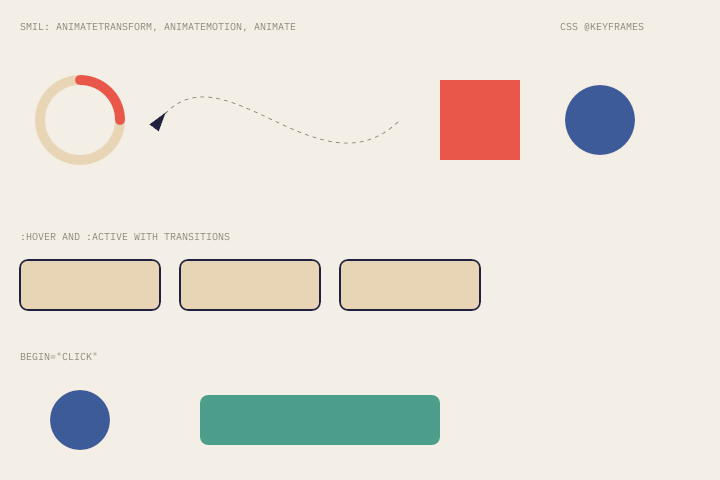 SMIL: ANIMATETRANSFORM, ANIMATEMOTION, ANIMATE
CSS @KEYFRAMES
:HOVER AND :ACTIVE WITH TRANSITIONS
BEGIN="CLICK"